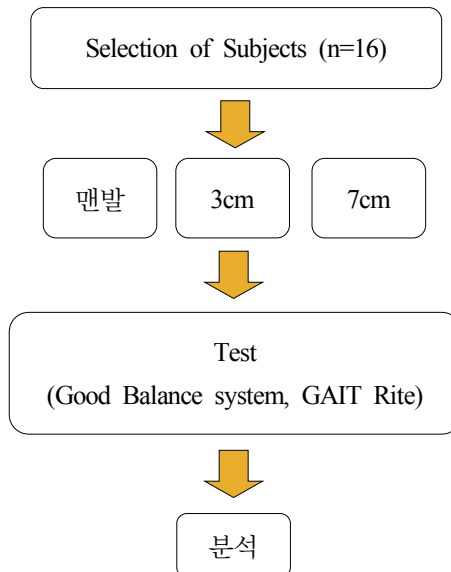 Selection of Subjects (n=16)
맨발 3cm 7cm
Test
(Good Balance system, GAIT Rite)
분석